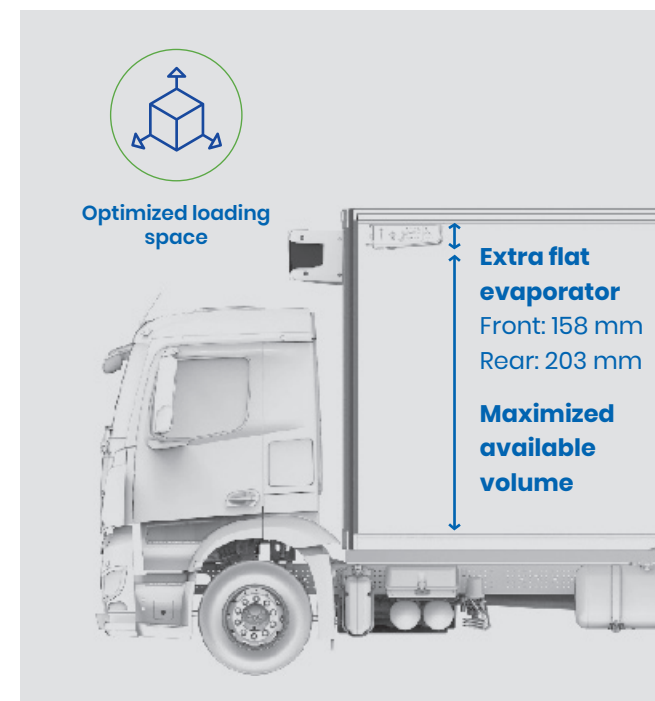 Optimized loading
space
Extra flat
evaporator
Front: 158 mm
Rear: 203 mm
Maximized
available
volume